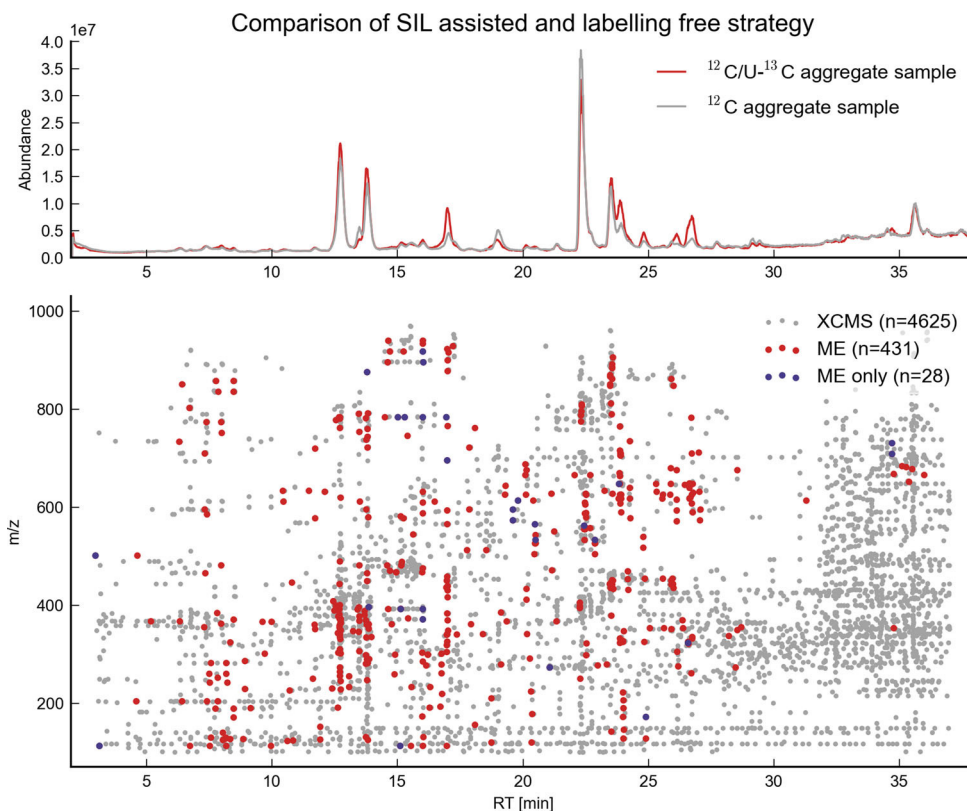 Comparison of SIL assisted and labelling free strategy
1e7
4.0
3.5
3.0
2.5
2.0
1.5
1.0
0.5
0.0
Abundance
¹²C/U-¹³C aggregate sample
¹²C aggregate sample
5 10 15 20 25 30 35
1000
800
600
400
200
m/z
XCMS (n=4625)
ME (n=431)
ME only (n=28)
5 10 15 20 25 30 35
RT [min]